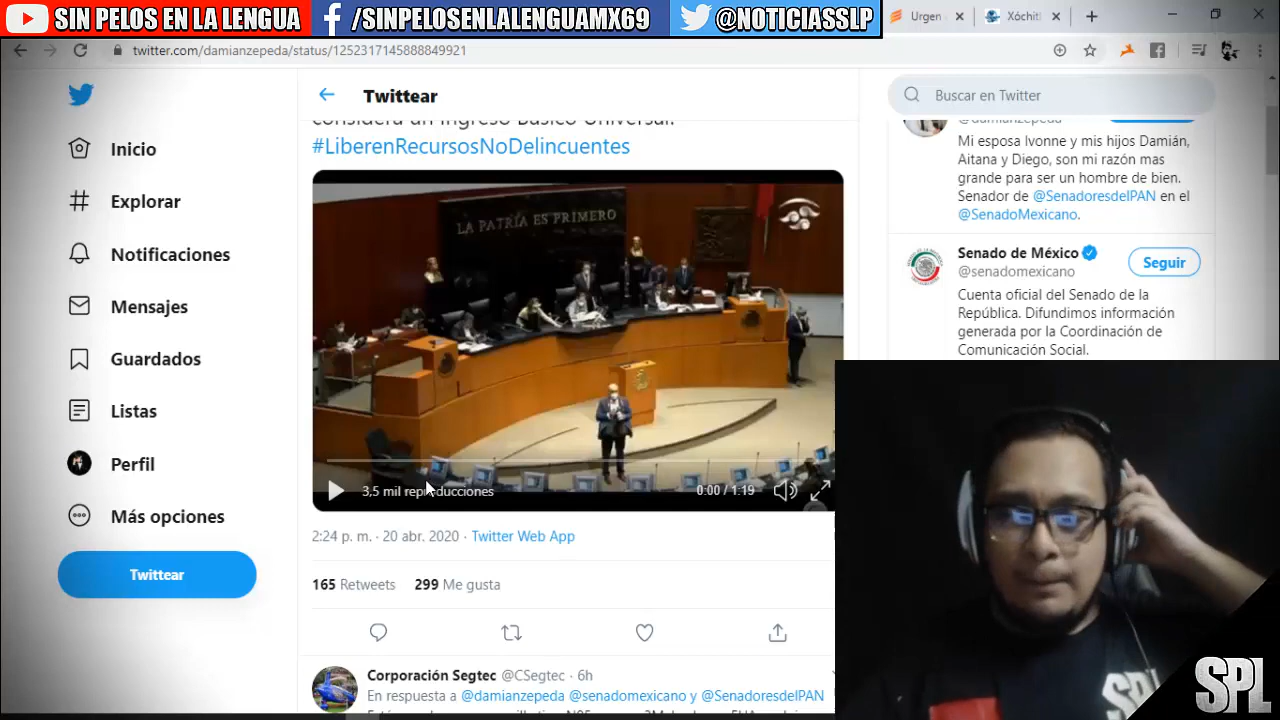 SIN PELOS EN LA LENGUA
/SINPELOSENLALENGUAMX69
@NOTICIASSLP
Urgen
Xóchitl
twitter.com/damianzepeda/status/1252317145888849921
Twittear
Buscar en Twitter
Inicio
Explorar
Notificaciones
Mensajes
Guardados
Listas
Perfil
Más opciones
Twittear
considera un Ingreso Básico Universal.
#LiberenRecursosNoDelincuentes
LA PATRIA ES PRIMERO
3,5 mil reproducciones
0:00 / 1:19
2:24 p. m. · 20 abr. 2020 · Twitter Web App
165 Retweets 299 Me gusta
Corporación Segtec @CSegtec · 6h
En respuesta a @damianzepeda @senadomexicano y @SenadoresdelPAN
@damianzepeda
Mi esposa Ivonne y mis hijos Damián,
Aitana y Diego, son mi razón mas
grande para ser un hombre de bien.
Senador de @SenadoresdelPAN en el
@SenadoMexicano.
Senado de México
@senadomexicano
Seguir
Cuenta oficial del Senado de la
República. Difundimos información
generada por la Coordinación de
Comunicación Social.
SPL
SPL